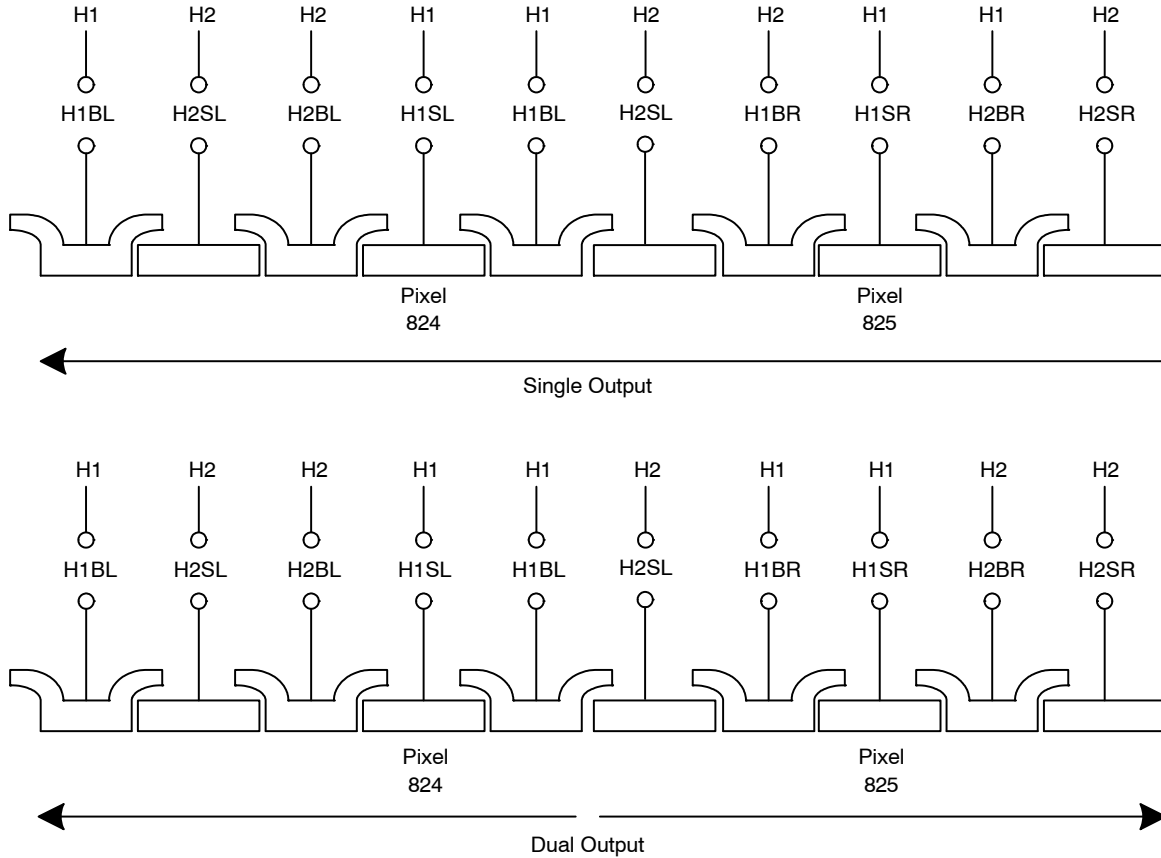 H1 H2 H2 H1 H1 H2 H2 H1 H1 H2
H1BL H2SL H2BL H1SL H1BL H2SL H1BR H1SR H2BR H2SR
Pixel Pixel
824 825
Single Output
H1 H2 H2 H1 H1 H2 H1 H1 H2 H2
H1BL H2SL H2BL H1SL H1BL H2SL H1BR H1SR H2BR H2SR
Pixel Pixel
824 825
Dual Output